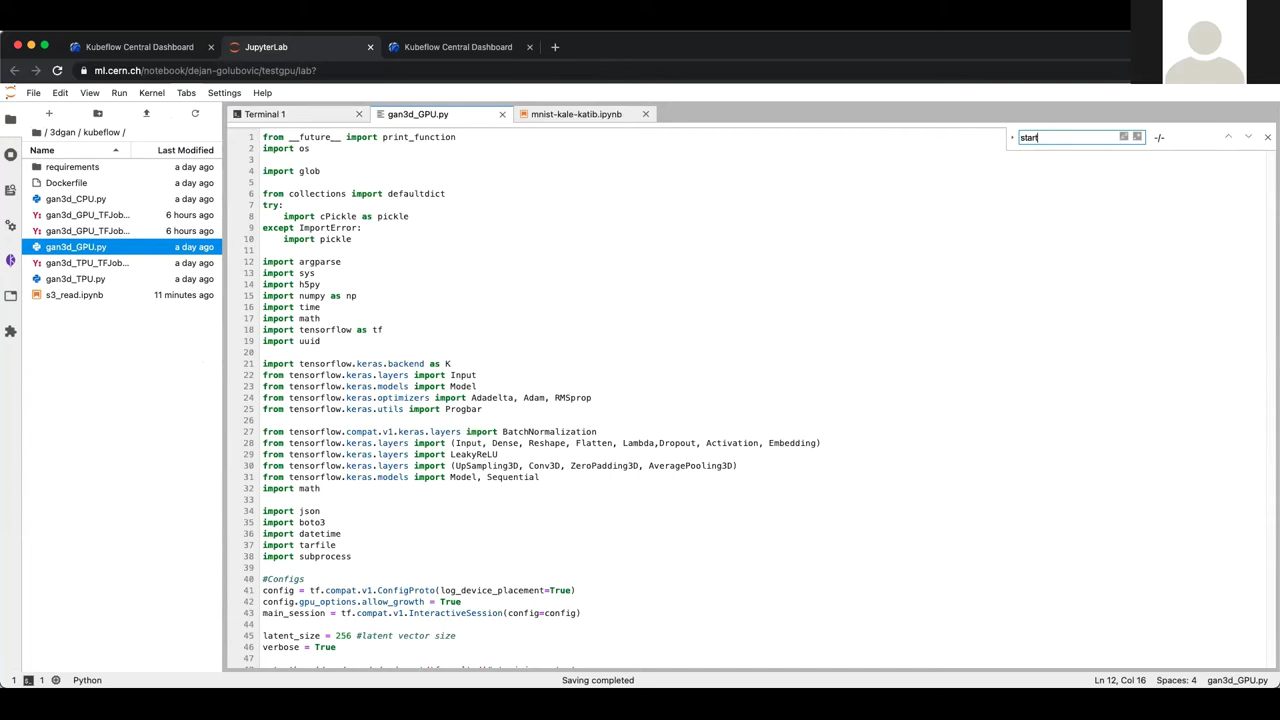 Kubeflow Central Dashboard
JupyterLab
Kubeflow Central Dashboard
ml.cern.ch/notebook/dejan-golubovic/testgpu/lab?
File Edit View Run Kernel Tabs Settings Help
Terminal 1
gan3d_GPU.py
mnist-kale-katib.ipynb
/ 3dgan / kubeflow /
Name Last Modified
requirements a day ago
Dockerfile a day ago
gan3d_CPU.py a day ago
gan3d_GPU_TFJob... 6 hours ago
gan3d_GPU_TFJob... 6 hours ago
gan3d_GPU.py a day ago
gan3d_TPU_TFJob... a day ago
gan3d_TPU.py a day ago
s3_read.ipynb 11 minutes ago
start -/-
1 from __future__ import print_function
2 import os
3
4 import glob
5
6 from collections import defaultdict
7 try:
8 import cPickle as pickle
9 except ImportError:
10 import pickle
11
12 import argparse
13 import sys
14 import h5py
15 import numpy as np
16 import time
17 import math
18 import tensorflow as tf
19 import uuid
20
21 import tensorflow.keras.backend as K
22 from tensorflow.keras.layers import Input
23 from tensorflow.keras.models import Model
24 from tensorflow.keras.optimizers import Adadelta, Adam, RMSprop
25 from tensorflow.keras.utils import Progbar
26
27 from tensorflow.compat.v1.keras.layers import BatchNormalization
28 from tensorflow.keras.layers import (Input, Dense, Reshape, Flatten, Lambda,Dropout, Activation, Embedding)
29 from tensorflow.keras.layers import LeakyReLU
30 from tensorflow.keras.layers import (UpSampling3D, Conv3D, ZeroPadding3D, AveragePooling3D)
31 from tensorflow.keras.models import Model, Sequential
32 import math
33
34 import json
35 import boto3
36 import datetime
37 import tarfile
38 import subprocess
39
40 #Configs
41 config = tf.compat.v1.ConfigProto(log_device_placement=True)
42 config.gpu_options.allow_growth = True
43 main_session = tf.compat.v1.InteractiveSession(config=config)
44
45 latent_size = 256 #latent vector size
46 verbose = True
47
1 1 Python Saving completed Ln 12, Col 16 Spaces: 4 gan3d_GPU.py